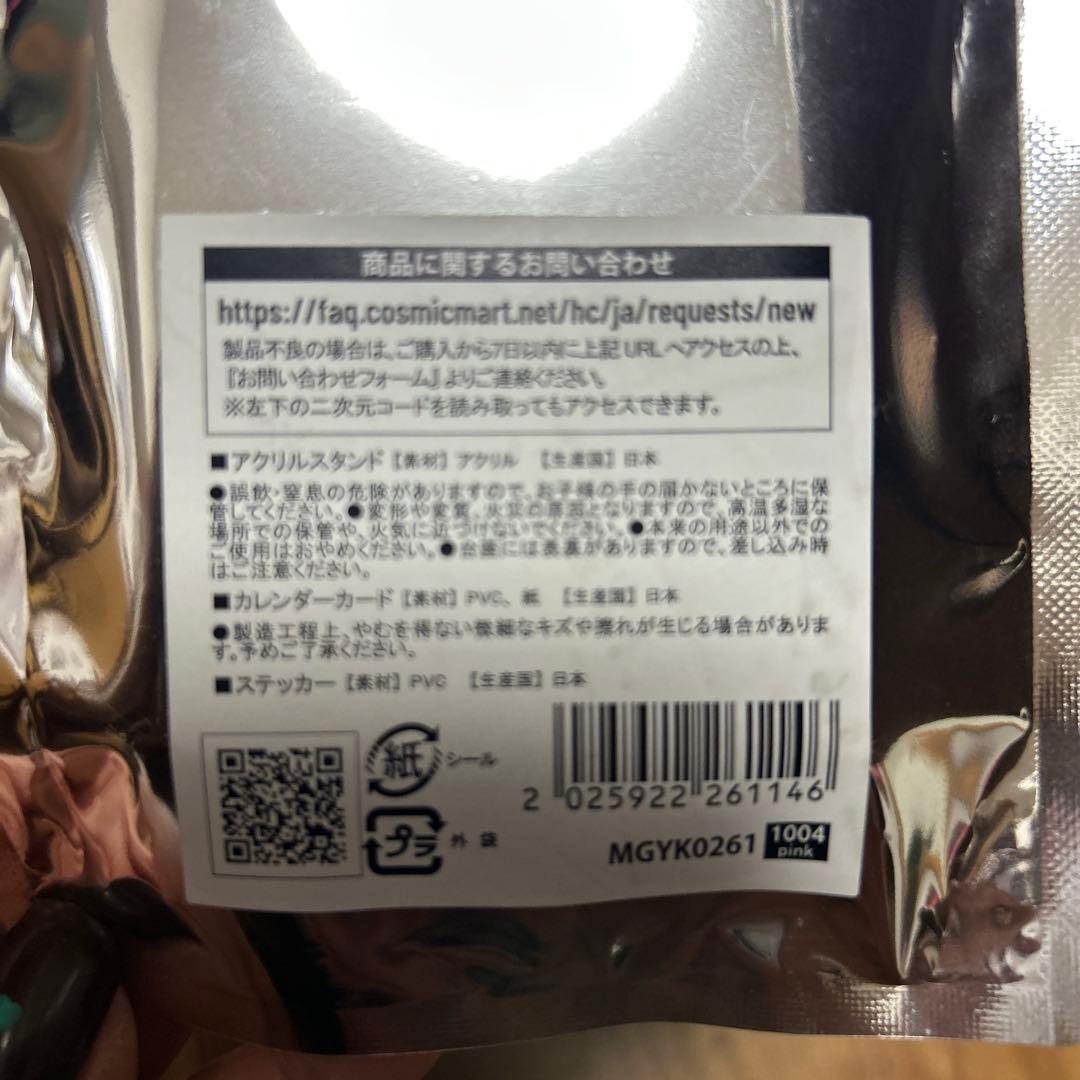 商品に関するお問い合わせ
https://faq.cosmicmart.net/hc/ja/requests/new
製品不良の場合は、ご購入から7日以内に上記 URL へアクセスの上、
『お問い合わせフォーム』よりご連絡ください。
※左下の二次元コードを読み取ってもアクセスできます。
■アクリルスタンド【素材】アクリル 【生産国】日本
●誤飲・窒息の危険がありますので、お子様の手の届かないところに保
管してください。●変形や変質、火災の原因となりますので、高温多湿な
場所での保管や、火気に近づけないでください。●本来の用途以外での
ご使用はおやめください。●台座には表裏がありますので、差し込み時
はご注意ください。
■カレンダーカード【素材】PVC、紙 【生産国】日本
●製造工程上、やむを得ない微細なキズや擦れが生じる場合がありま
す。予めご了承ください。
■ステッカー【素材】PVC 【生産国】日本
紙 シール
プラ 外袋
2 025922 261146
MGYK0261 1004
pink